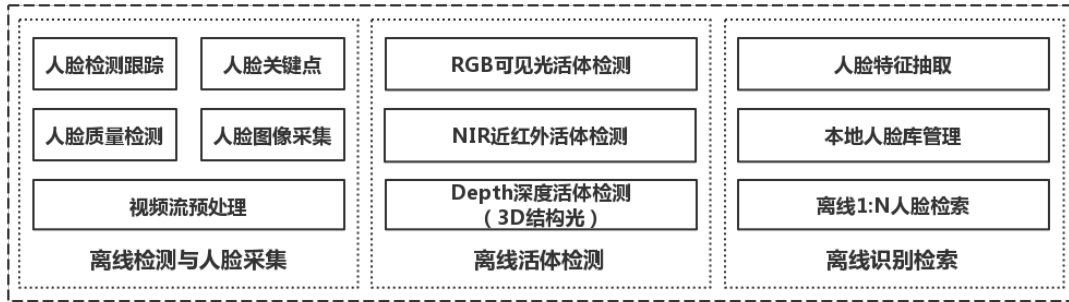 人脸检测跟踪
人脸关键点
人脸质量检测
人脸图像采集
视频流预处理
离线检测与人脸采集
RGB可见光活体检测
NIR近红外活体检测
Depth深度活体检测
（3D结构光）
离线活体检测
人脸特征抽取
本地人脸库管理
离线1:N人脸检索
离线识别检索